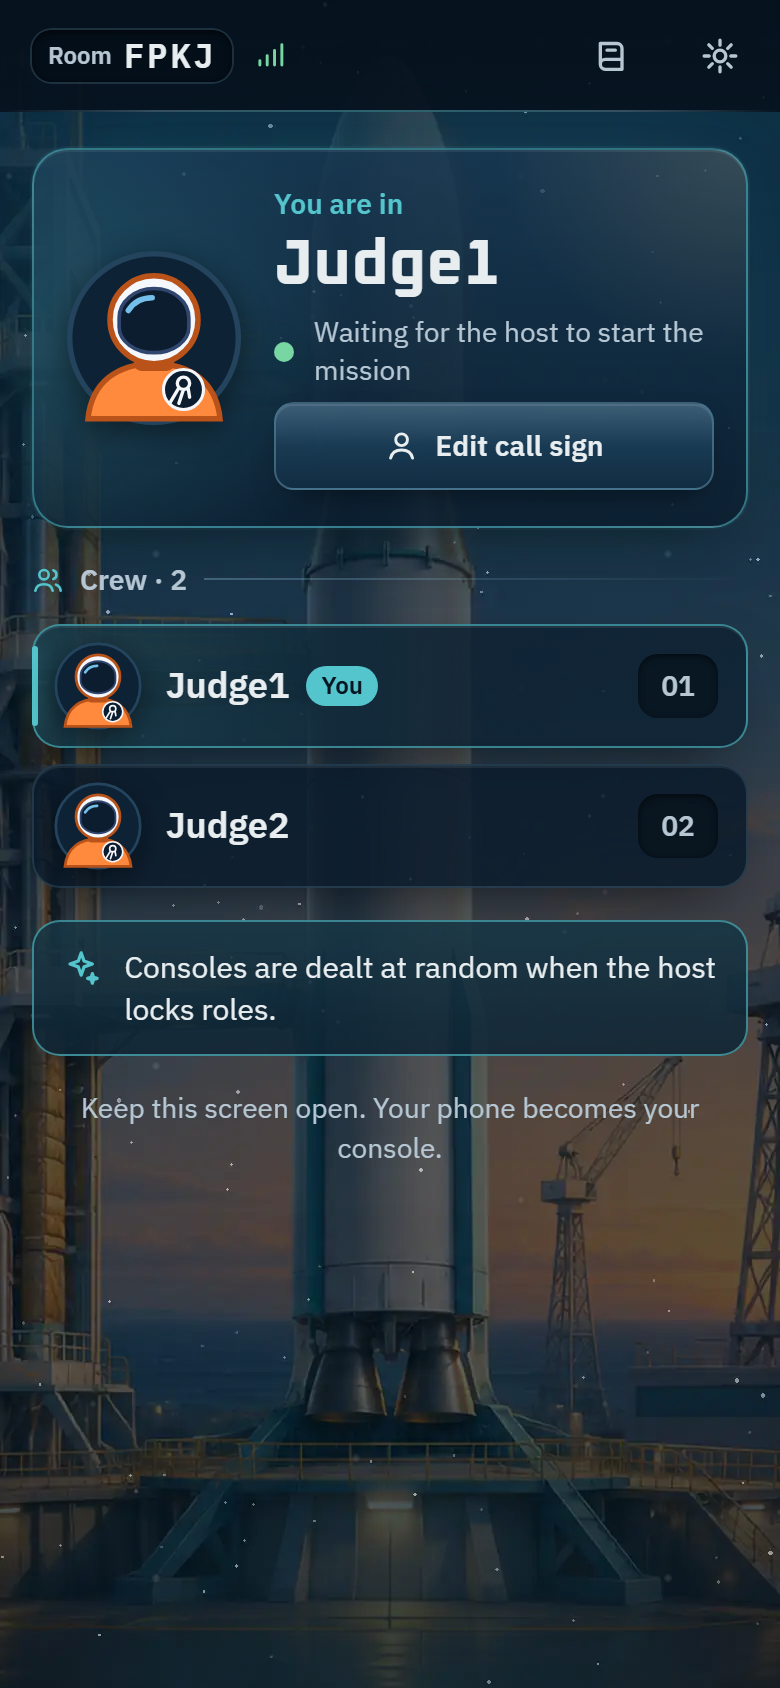 Room FPKJ
You are in
Judge1
Waiting for the host to start the
mission
Edit call sign
Crew · 2
Judge1 You 01
Judge2 02
Consoles are dealt at random when the host
locks roles.
Keep this screen open. Your phone becomes your
console.